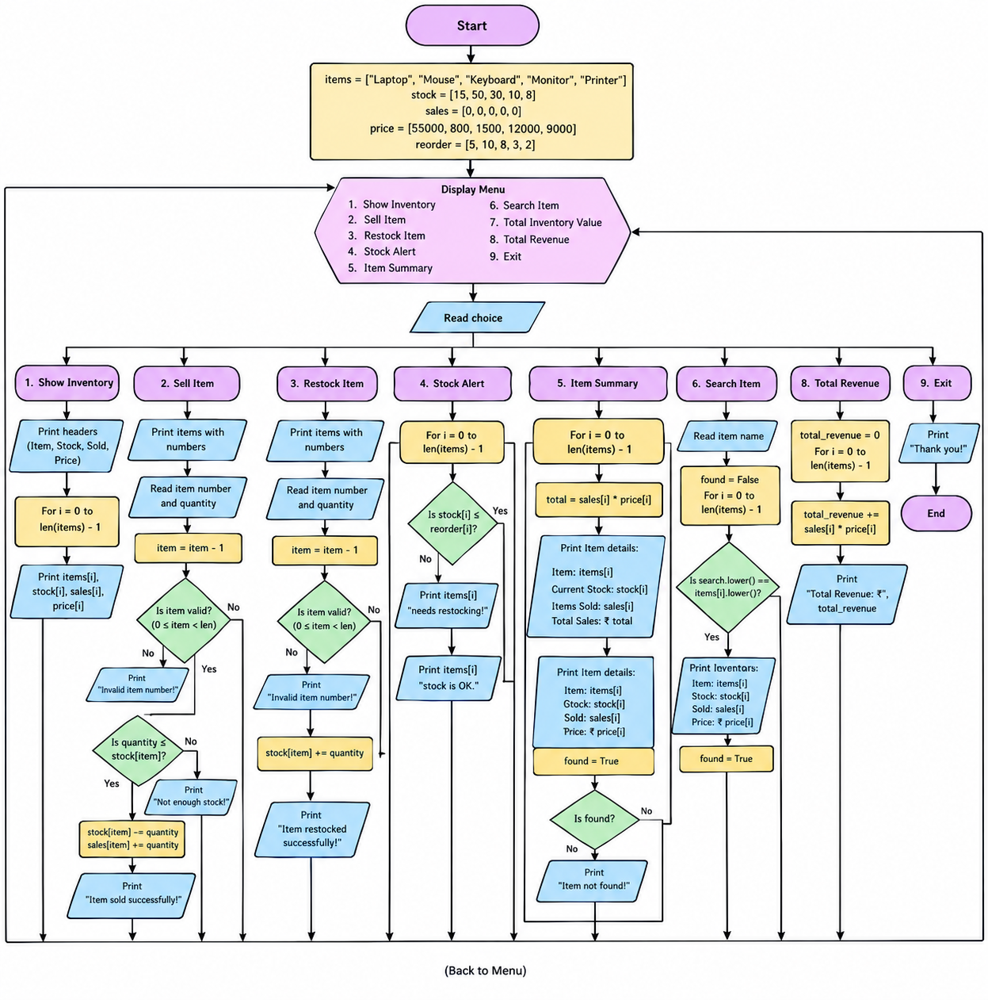 Start
items = ["Laptop", "Mouse", "Keyboard", "Monitor", "Printer"]
stock = [15, 50, 30, 10, 8]
sales = [0, 0, 0, 0, 0]
price = [55000, 800, 1500, 12000, 9000]
reorder = [5, 10, 8, 3, 2]
Display Menu
1. Show Inventory
2. Sell Item
3. Restock Item
4. Stock Alert
5. Item Summary
6. Search Item
7. Total Inventory Value
8. Total Revenue
9. Exit
Read choice
1. Show Inventory
Print headers
(Item, Stock, Sold,
Price)
For i = 0 to
len(items) - 1
Print items[i],
stock[i], sales[i],
price[i]
2. Sell Item
Print items with
numbers
Read item number
and quantity
item = item - 1
Is item valid?
(0 ≤ item < len)
No
No
Yes
Print
"Invalid item number!"
Is quantity ≤
stock[item]?
No
Yes
Print
"Not enough stock!"
stock[item] -= quantity
sales[item] += quantity
Print
"Item sold successfully!"
3. Restock Item
Print items with
numbers
Read item number
and quantity
item = item - 1
Is item valid?
(0 ≤ item < len)
No
No
Print
"Invalid item number!"
stock[item] += quantity
Print
"Item restocked
successfully!"
4. Stock Alert
For i = 0 to
len(items) - 1
Is stock[i] ≤
reorder[i]?
Yes
No
Print items[i]
"needs restocking!"
Print items[i]
"stock is OK."
5. Item Summary
For i = 0 to
len(items) - 1
total = sales[i] * price[i]
Print Item details:
Item: items[i]
Current Stock: stock[i]
Items Sold: sales[i]
Total Sales: ₹ total
Print Item details:
Item: items[i]
Gtock: stock[i]
Sold: sales[i]
Price: ₹ price[i]
found = True
Is found?
No
No
Print
"Item not found!"
6. Search Item
Read item name
found = False
For i = 0 to
len(items) - 1
Is search.lower() ==
items[i].lower()?
Yes
Print Ieventars:
Item: items[i]
Stock: stock[i]
Sold: sales[i]
Price: ₹ price[i]
found = True
8. Total Revenue
total_revenue = 0
For i = 0 to
len(items) - 1
total_revenue +=
sales[i] * price[i]
Print
"Total Revenue: ₹",
total_revenue
9. Exit
Print
"Thank you!"
End
(Back to Menu)